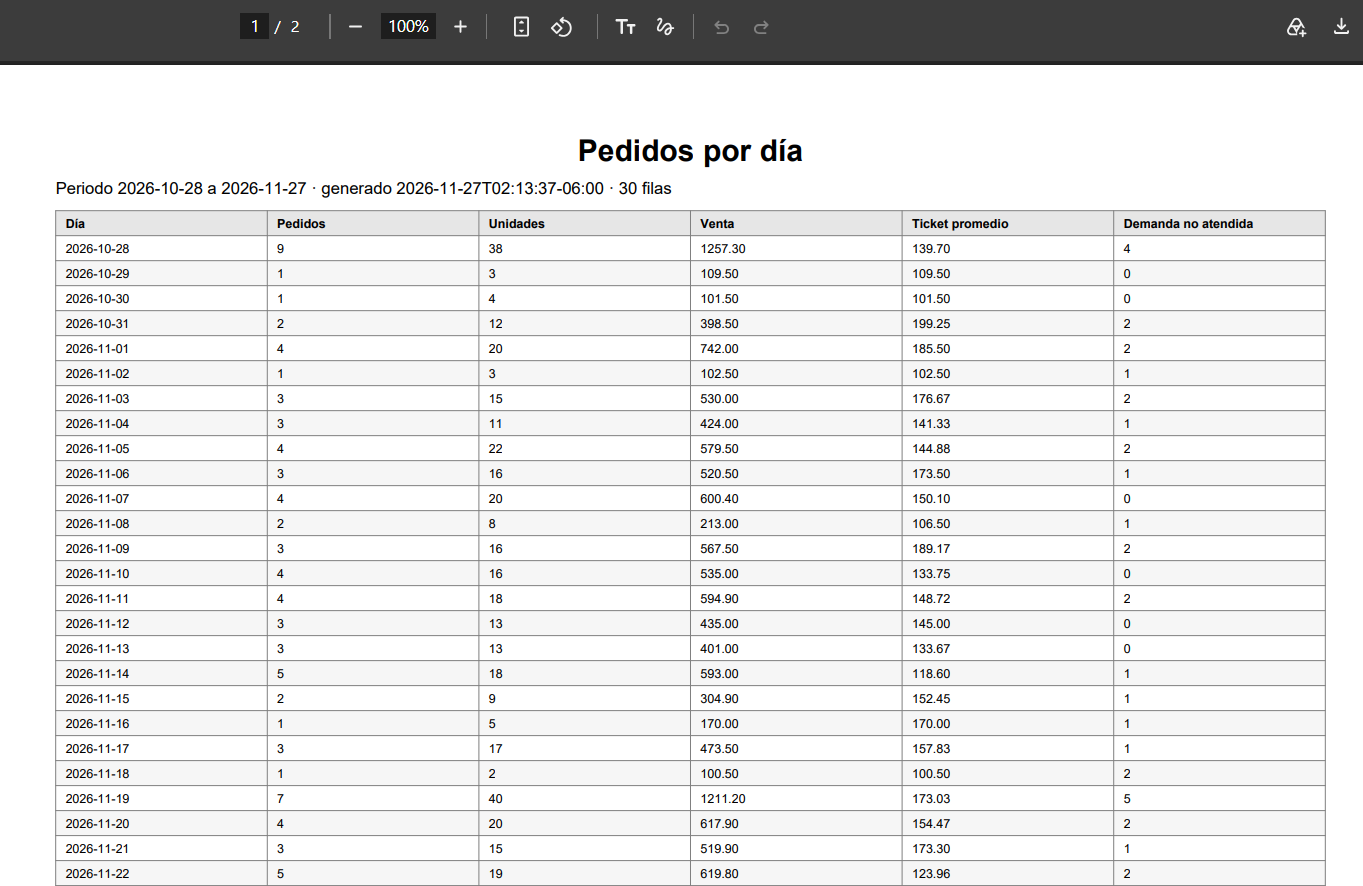 1 / 2 100%
Pedidos por día
Periodo 2026-10-28 a 2026-11-27 · generado 2026-11-27T02:13:37-06:00 · 30 filas
Día Pedidos Unidades Venta Ticket promedio Demanda no atendida
2026-10-28 9 38 1257.30 139.70 4
2026-10-29 1 3 109.50 109.50 0
2026-10-30 1 4 101.50 101.50 0
2026-10-31 2 12 398.50 199.25 2
2026-11-01 4 20 742.00 185.50 2
2026-11-02 1 3 102.50 102.50 1
2026-11-03 3 15 530.00 176.67 2
2026-11-04 3 11 424.00 141.33 1
2026-11-05 4 22 579.50 144.88 2
2026-11-06 3 16 520.50 173.50 1
2026-11-07 4 20 600.40 150.10 0
2026-11-08 2 8 213.00 106.50 1
2026-11-09 3 16 567.50 189.17 2
2026-11-10 4 16 535.00 133.75 0
2026-11-11 4 18 594.90 148.72 2
2026-11-12 3 13 435.00 145.00 0
2026-11-13 3 13 401.00 133.67 0
2026-11-14 5 18 593.00 118.60 1
2026-11-15 2 9 304.90 152.45 1
2026-11-16 1 5 170.00 170.00 1
2026-11-17 3 17 473.50 157.83 1
2026-11-18 1 2 100.50 100.50 2
2026-11-19 7 40 1211.20 173.03 5
2026-11-20 4 20 617.90 154.47 2
2026-11-21 3 15 519.90 173.30 1
2026-11-22 5 19 619.80 123.96 2